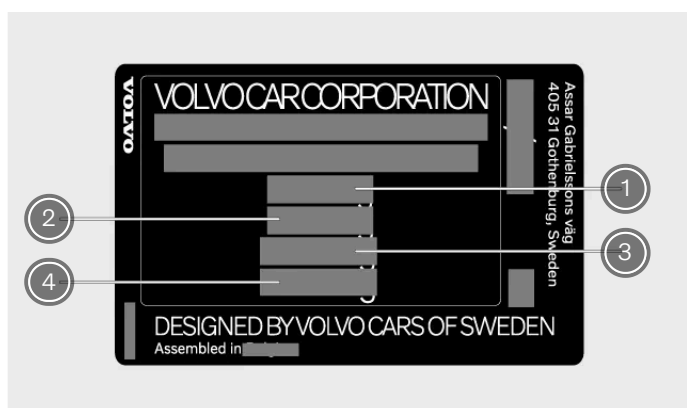 VOLVO
VOLVO CAR CORPORATION
Assar Gabrielssons väg
405 31 Gothenburg, Sweden
1
2
3
4
DESIGNED BY VOLVO CARS OF SWEDEN
Assembled in